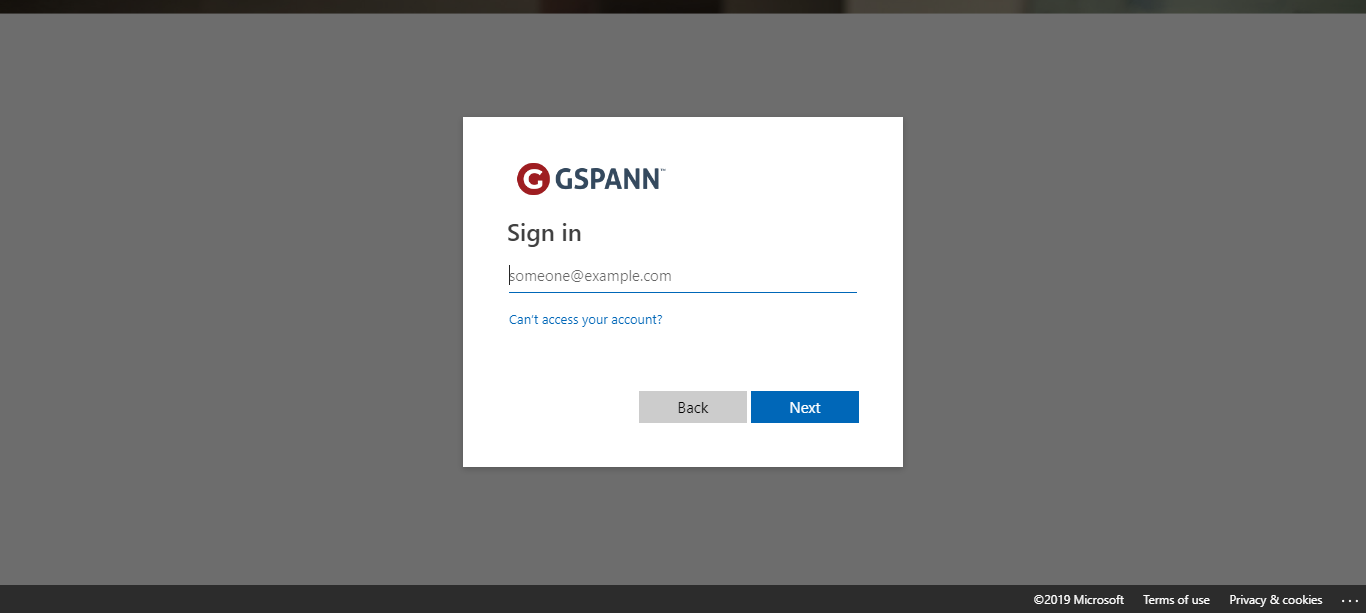 G GSPANN™
Sign in
someone@example.com
Can't access your account?
Back Next
©2019 Microsoft Terms of use Privacy & cookies ...